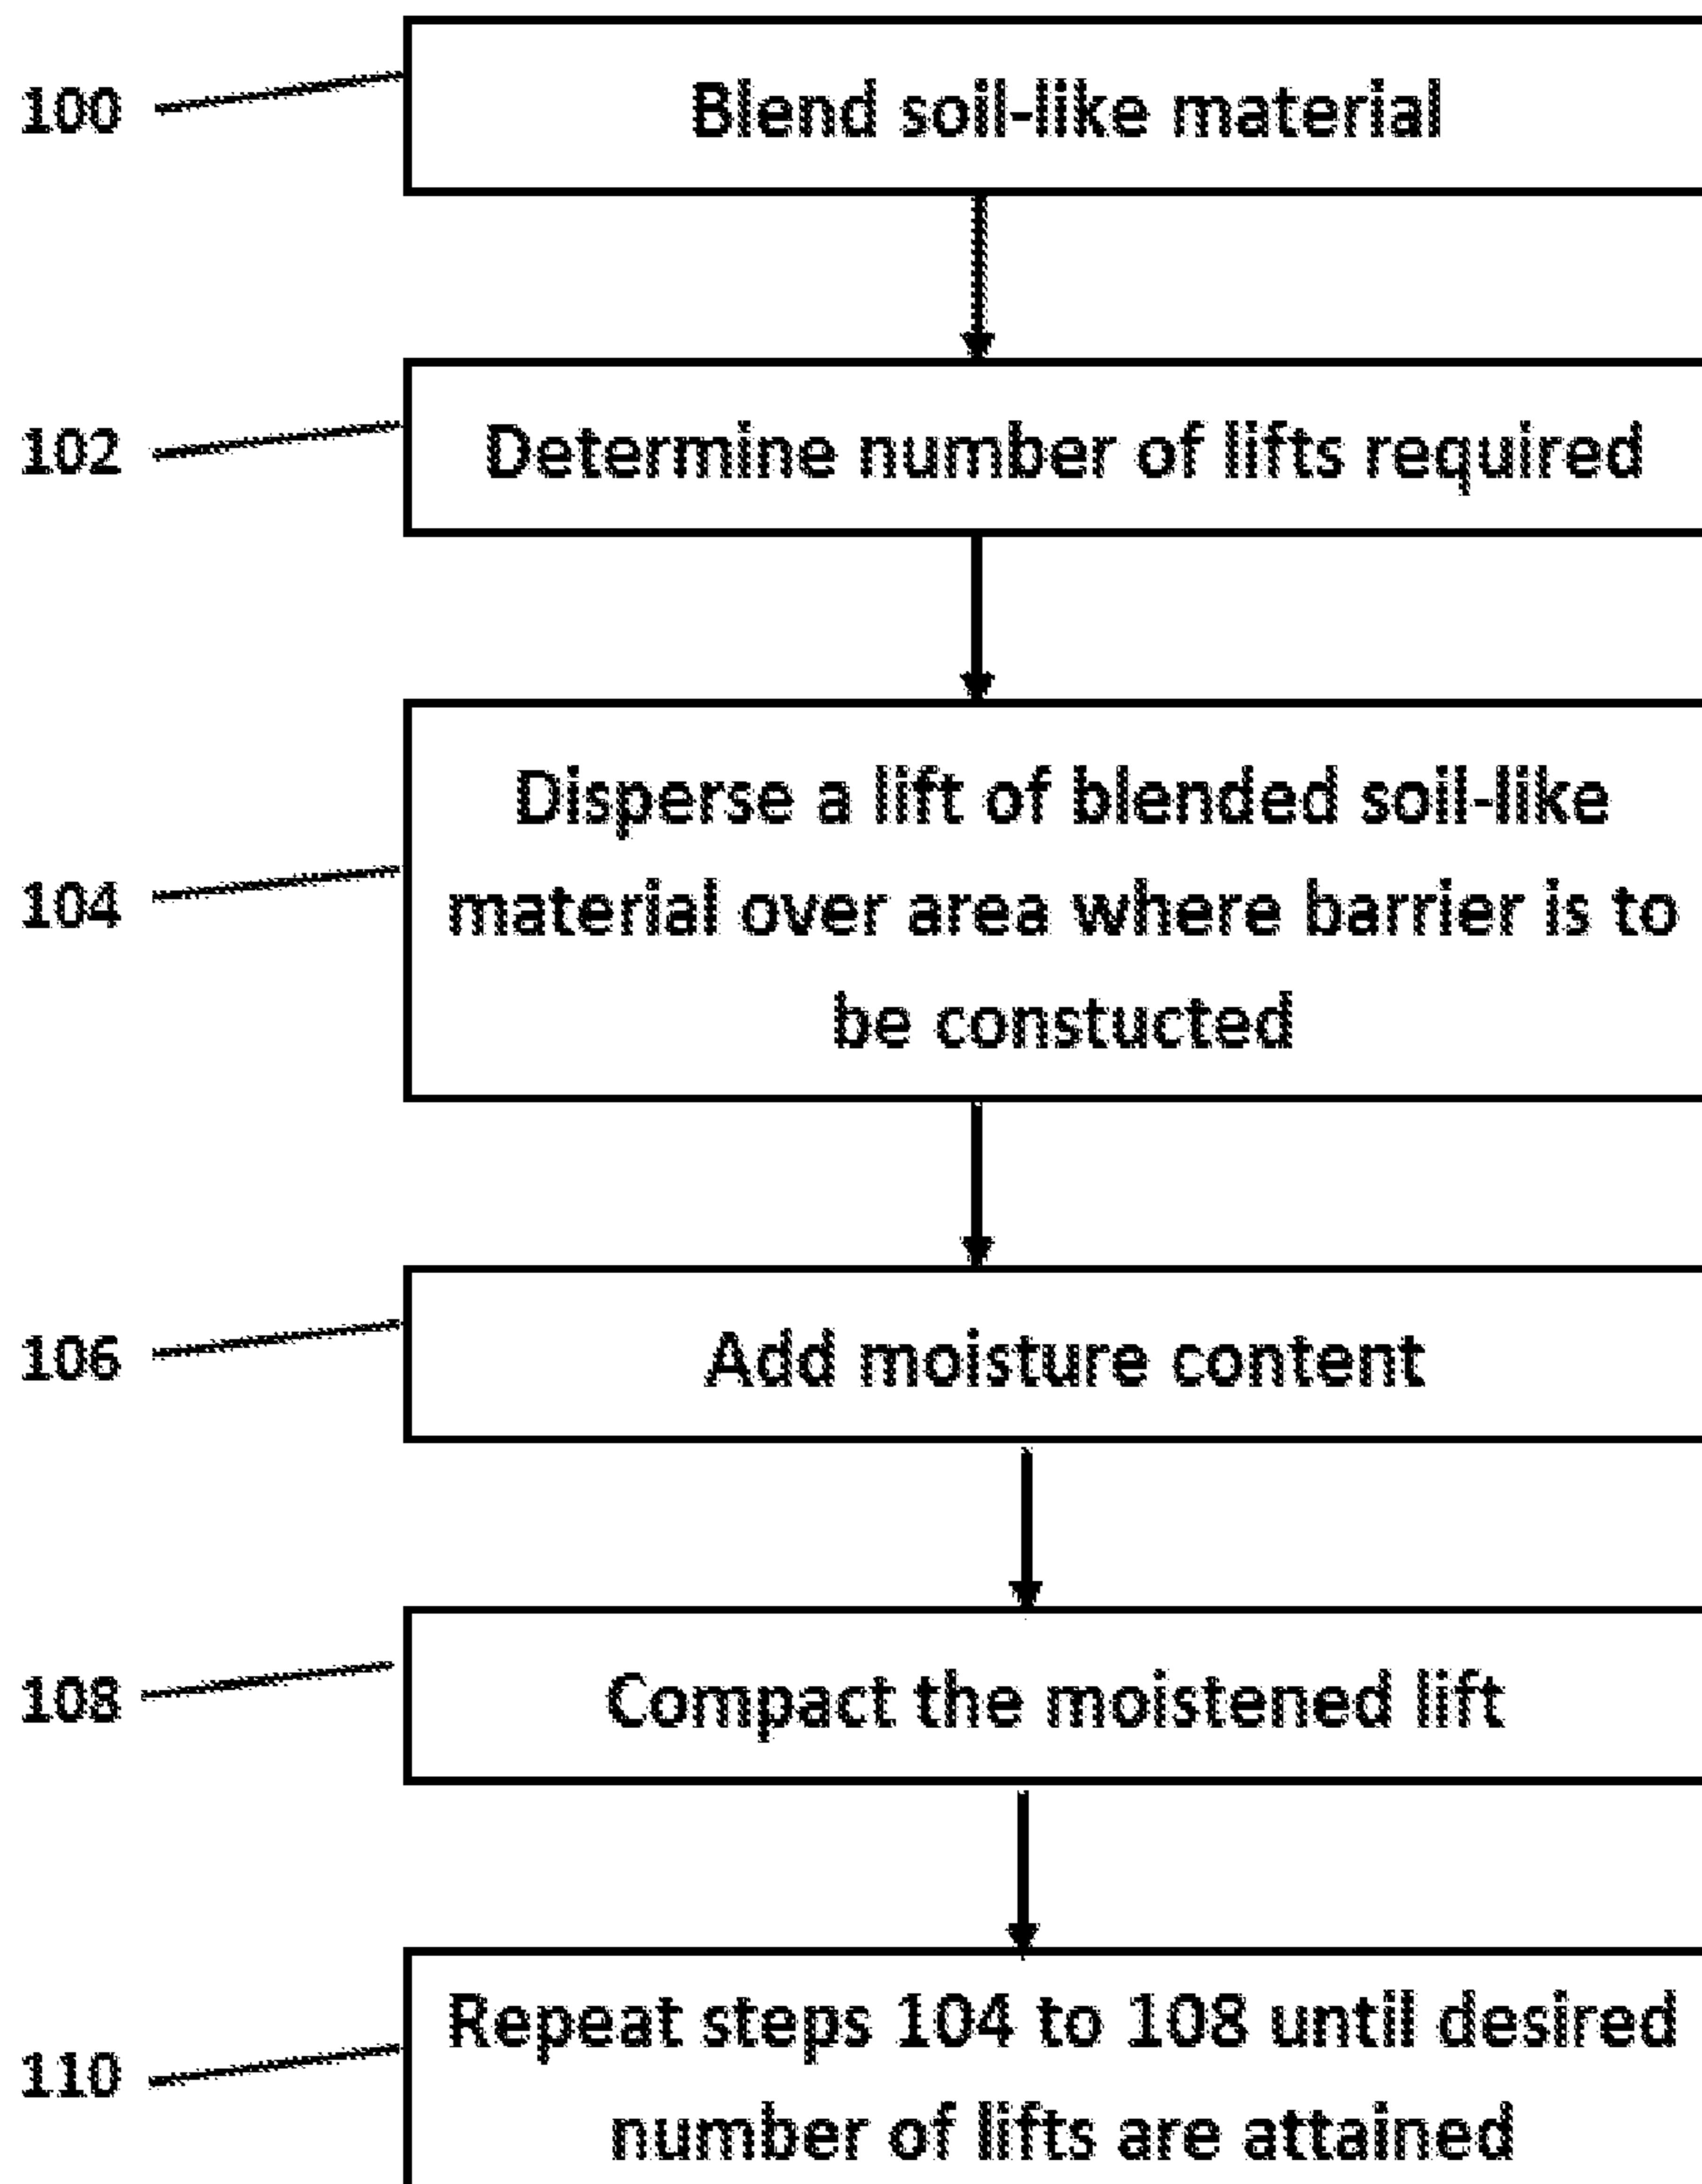 100 Blend soil-like material
102 Determine number of lifts required
Disperse a lift of blended soil-like
104 material over area where barrier is to
be constucted
106 Add moisture content
108 Compact the moistened lift
Repeat steps 104 to 108 until desired
110
number of lifts are attained